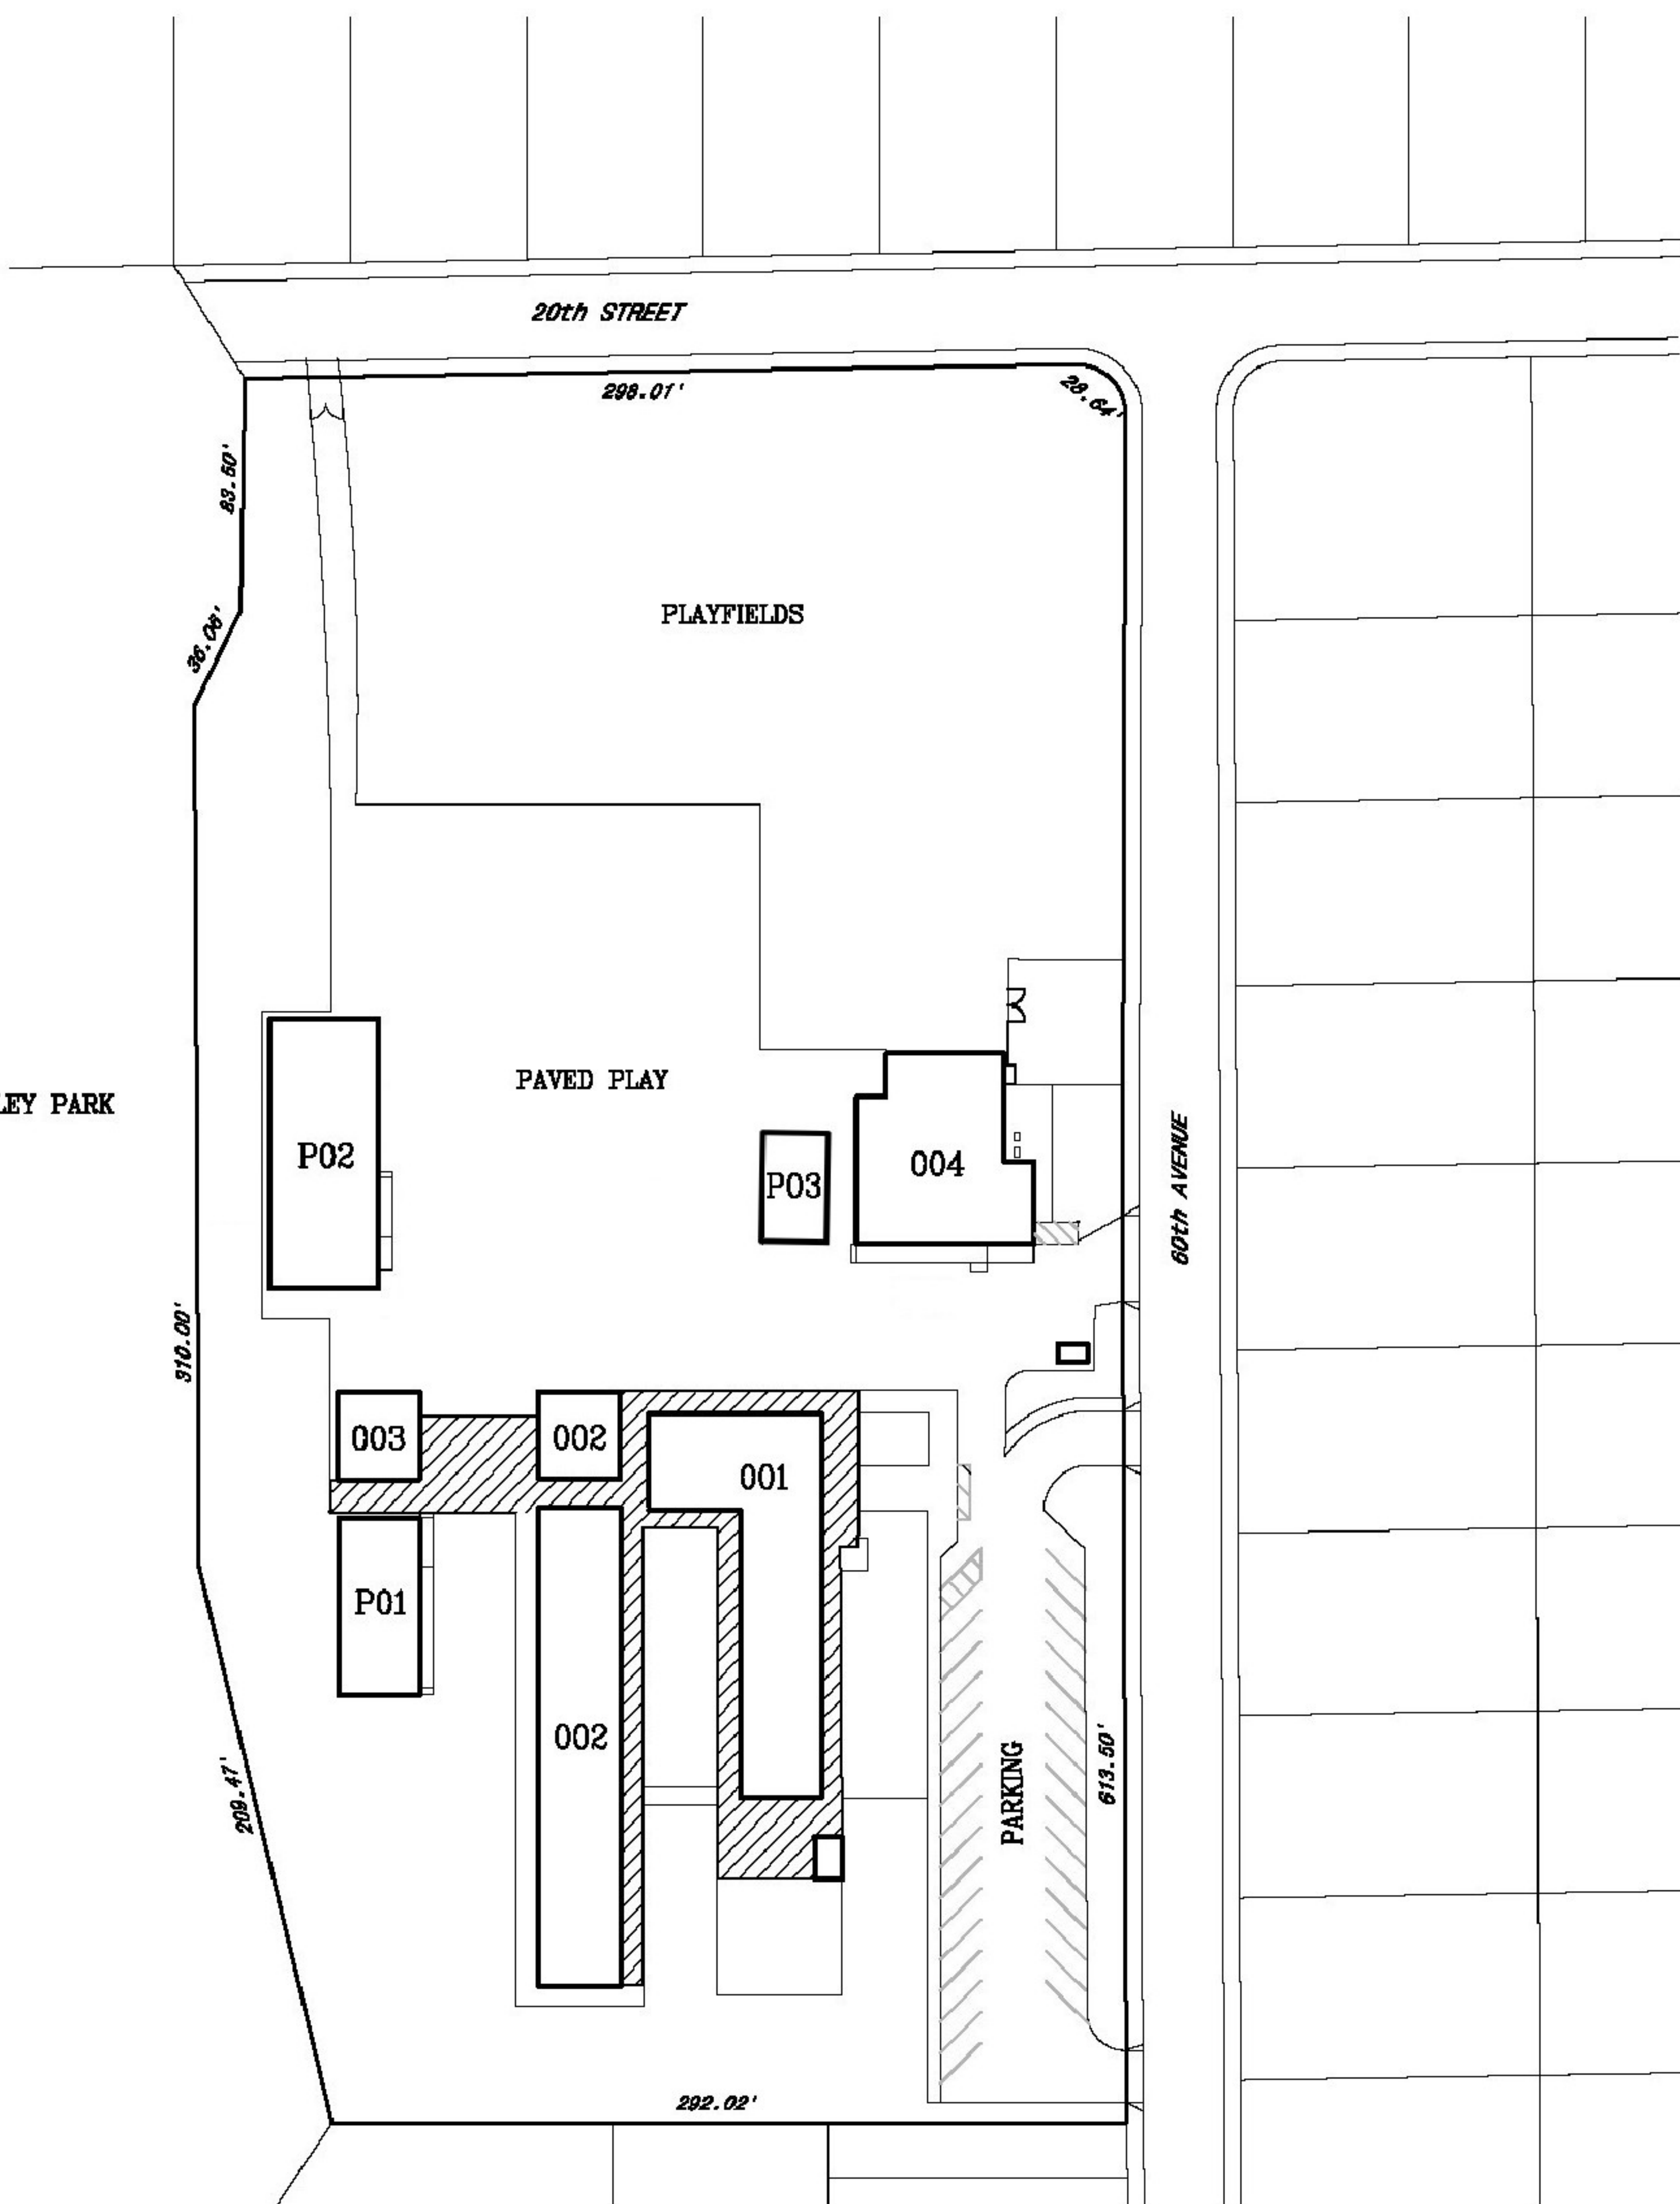 20th STREET
298.01'
28.64'
83.50'
36.06'
PLAYFIELDS
PAVED PLAY
LEY PARK
P02
P03
004
60th AVENUE
310.00'
003
002
001
P01
002
209.47'
PARKING
613.50'
292.02'